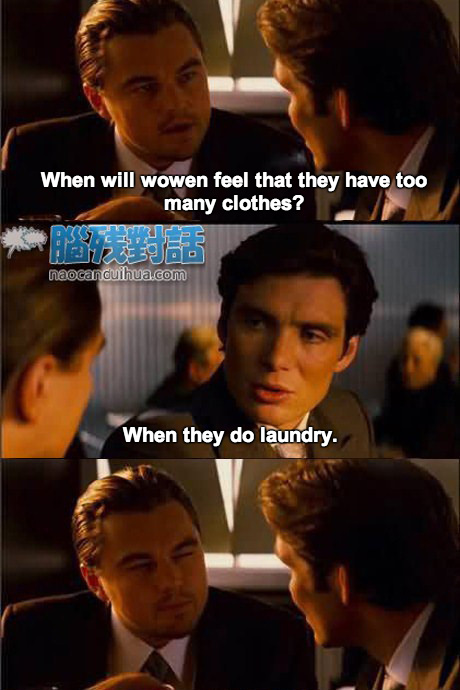 When will wowen feel that they have too
many clothes?
腦残對話
naocanduihua.com
When they do laundry.